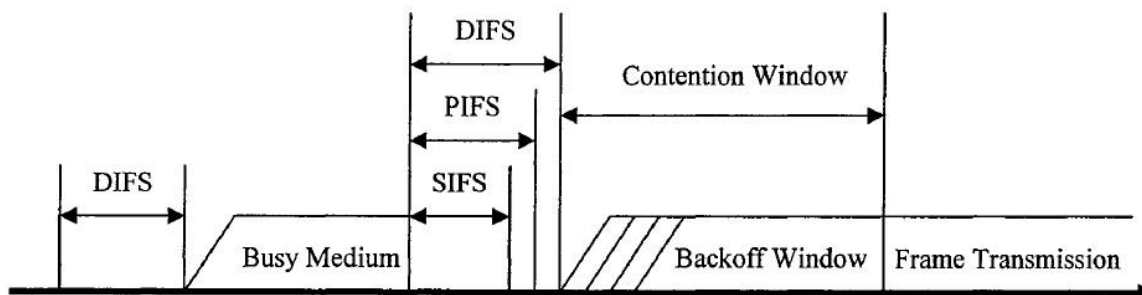 DIFS
Contention Window
PIFS
DIFS
SIFS
Busy Medium
Backoff Window
Frame Transmission